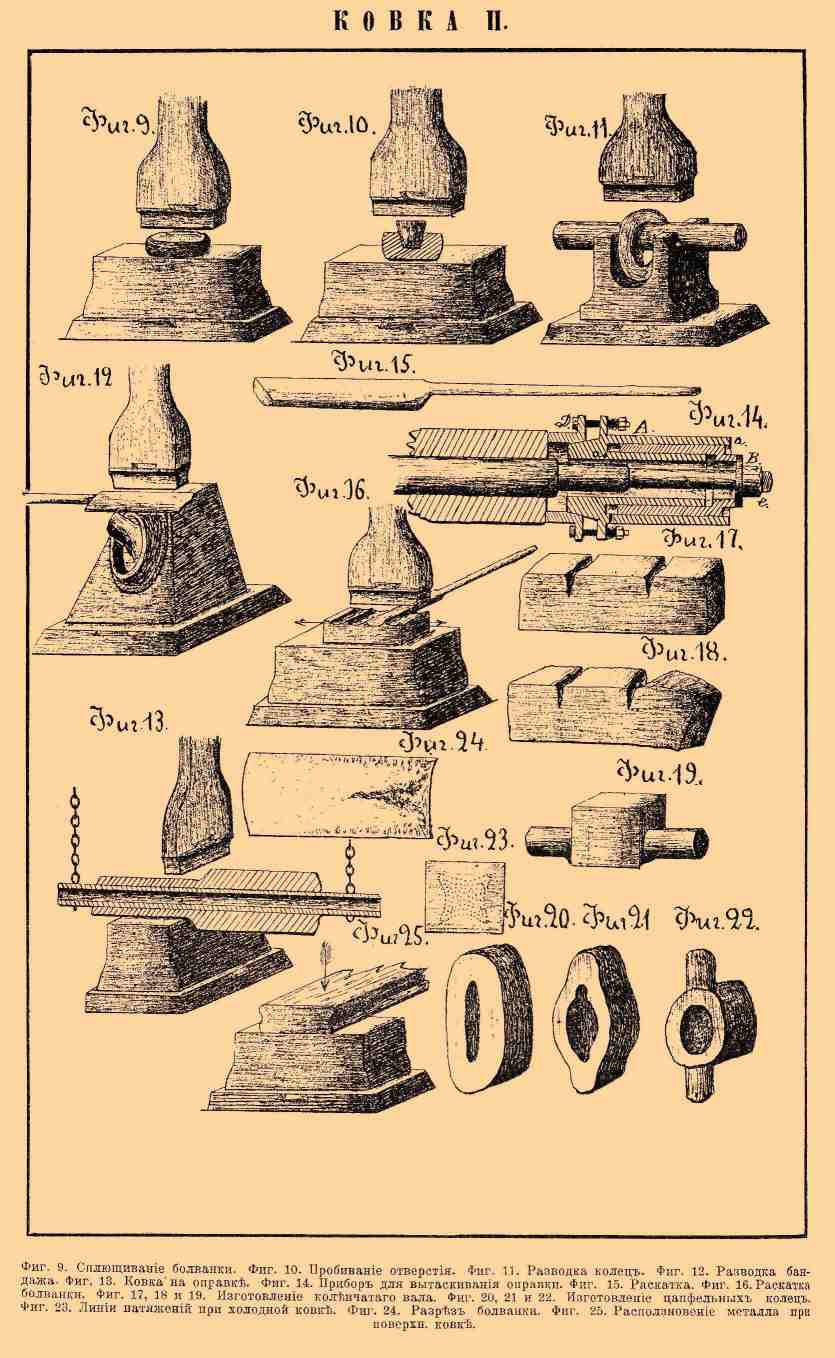 КОВКА II.
Фиг. 9.
Фиг. 10.
Фиг. 11.
Фиг. 12
Фиг. 15.
Фиг. 14.
D
A.
a.
B.
e.
Фиг. 16.
Фиг. 17.
Фиг. 18.
Фиг. 13.
Фиг. 24.
Фиг. 19.
Фиг. 23.
Фиг. 20.
Фиг 21
Фиг. 22.
Фиг 25.
Фиг. 9. Сплющиваніе болванки. Фиг. 10. Пробиваніе отверстія. Фиг. 11. Разводка колецъ. Фиг. 12. Разводка бан-
дажа. Фиг. 13. Ковка на оправкѣ. Фиг. 14. Приборъ для вытаскиванія оправки. Фиг. 15. Раскатка. Фиг. 16. Раскатка
болванки. Фиг. 17, 18 и 19. Изготовленіе колѣнчатаго вала. Фиг. 20, 21 и 22. Изготовленіе цапфельныхъ колецъ.
Фиг. 23. Линіи натяженій при холодной ковкѣ. Фиг. 24. Разрѣзъ болванки. Фиг. 25. Расползновеніе металла при
поверхн. ковкѣ.